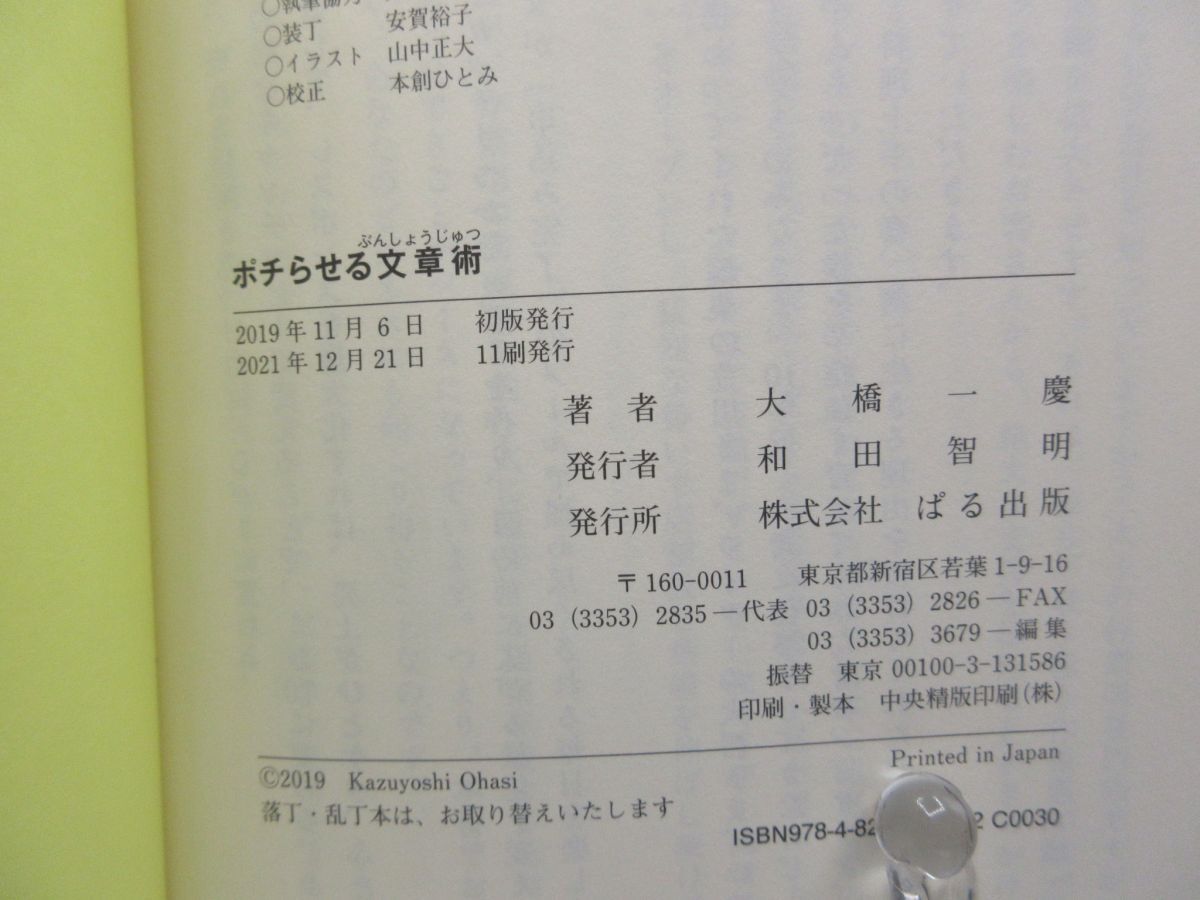 ○執筆協力
○装丁　　安賀裕子
○イラスト　山中正大
○校正　　本創ひとみ
ぶんしょうじゅつ
ポチらせる文章術
2019年11月 6 日　初版発行
2021年12月21日　11刷発行
著　者　大　橋　一　慶
発行者　和　田　智　明
発行所　株式会社　ぱる出版
〒160-0011　東京都新宿区若葉1-9-16
03 (3353) 2835—代表 03 (3353) 2826—FAX
03 (3353) 3679—編集
振替　東京 00100-3-131586
印刷・製本　中央精版印刷(株)
©2019 Kazuyoshi Ohasi
Printed in Japan
落丁・乱丁本は、お取り替えいたします
ISBN978-4-82 2 C0030